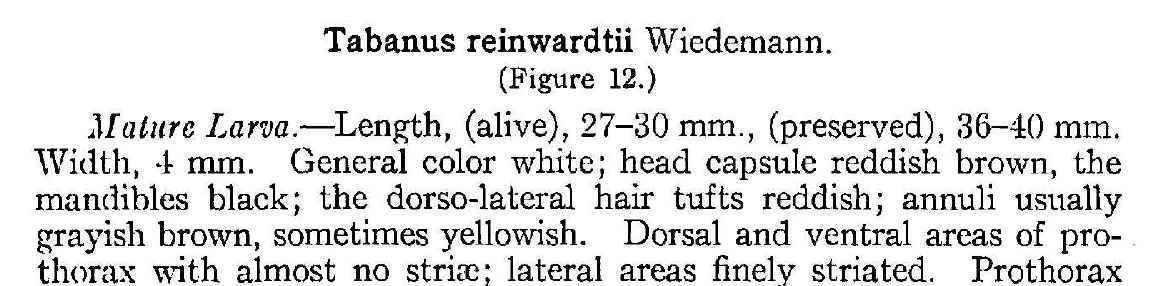 Tabanus reinwardtii Wiedemann.
(Figure 12.)
Mature Larva.—Length, (alive), 27–30 mm., (preserved), 36–40 mm.
Width, 4 mm. General color white; head capsule reddish brown, the
mandibles black; the dorso-lateral hair tufts reddish; annuli usually
grayish brown, sometimes yellowish. Dorsal and ventral areas of pro-
thorax with almost no striæ; lateral areas finely striated. Prothorax